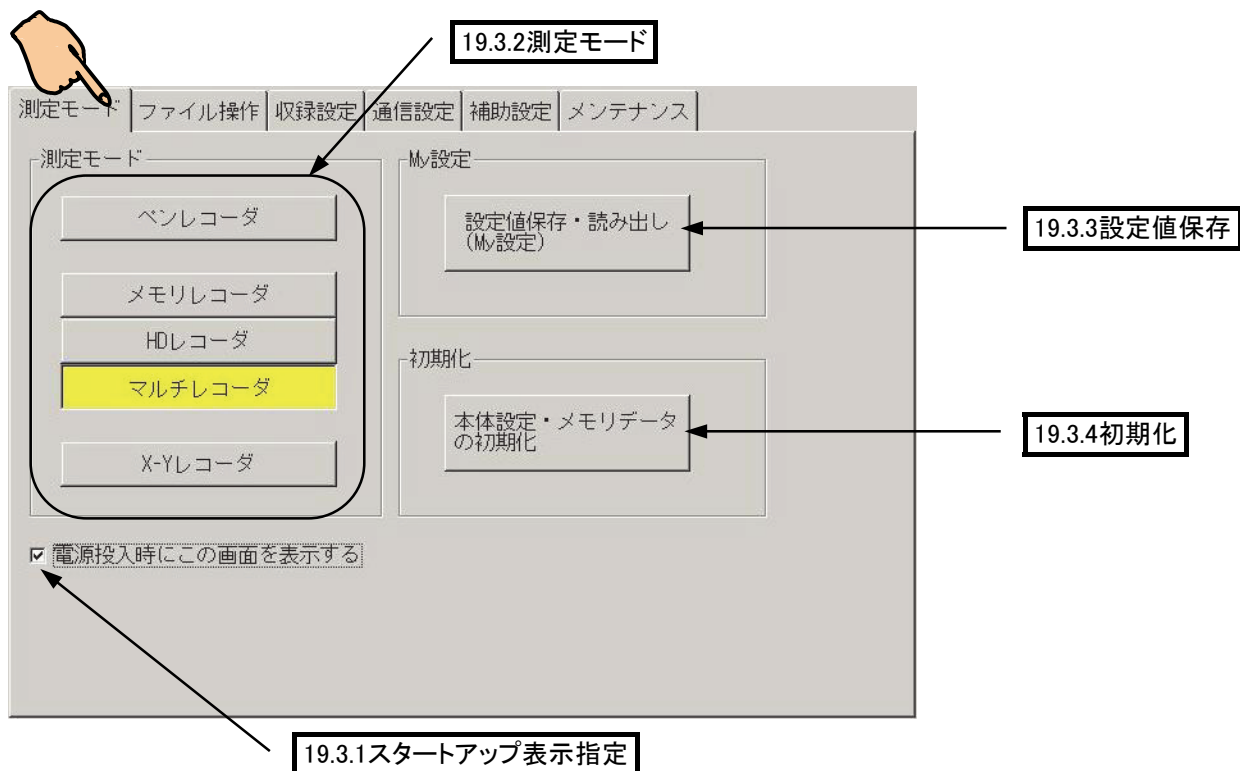 19.3.2測定モード
測定モード ファイル操作 収録設定 通信設定 補助設定 メンテナンス
測定モード
ペンレコーダ
メモリレコーダ
HDレコーダ
マルチレコーダ
X-Yレコーダ
My設定
設定値保存・読み出し
(My設定)
19.3.3設定値保存
初期化
本体設定・メモリデータ
の初期化
19.3.4初期化
電源投入時にこの画面を表示する
19.3.1スタートアップ表示指定